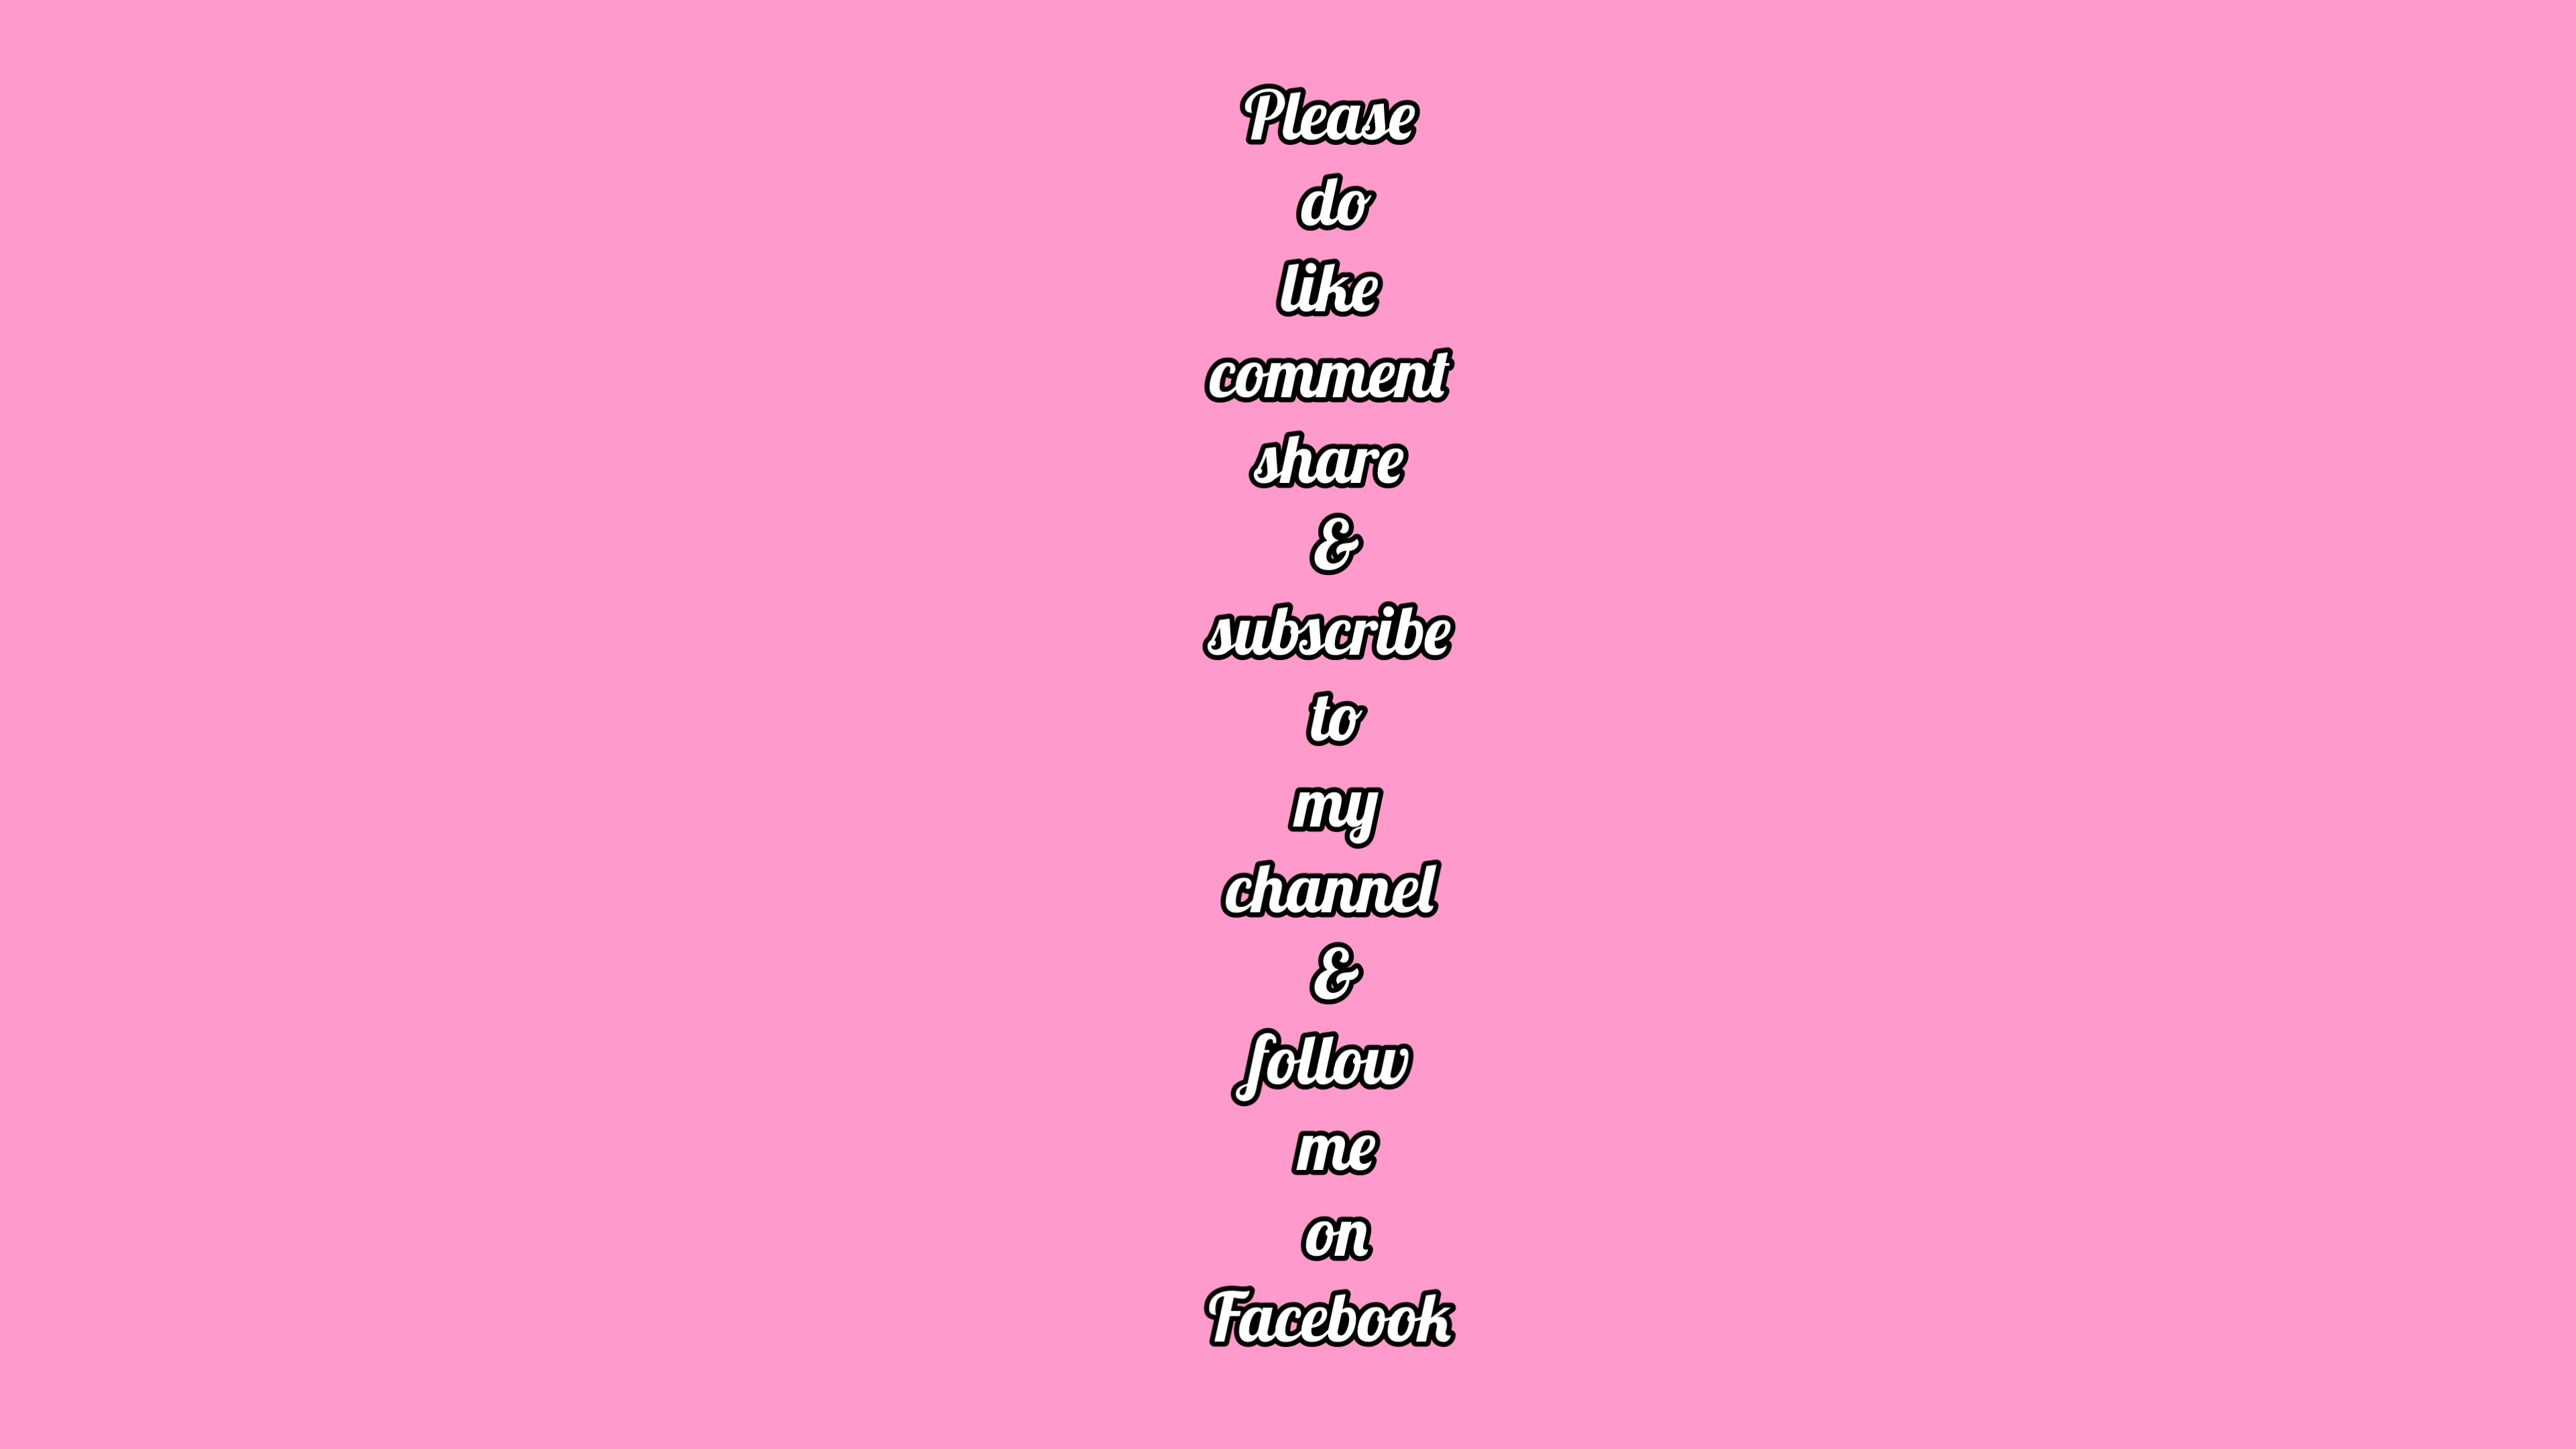 Please
do
like
comment
share
&
subscribe
to
my
channel
&
follow
me
on
Facebook